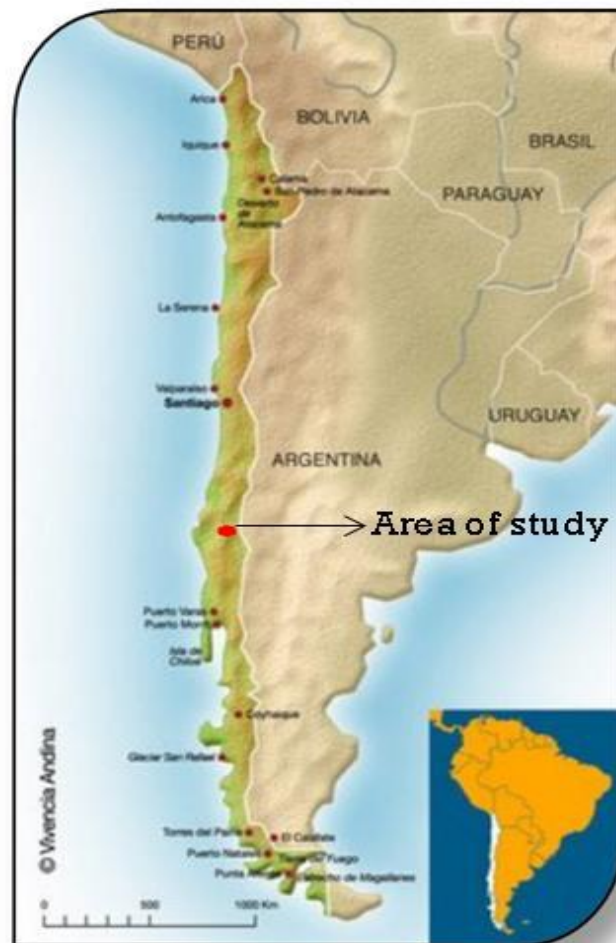 PERÚ
Arica
BOLIVIA
Iquique
BRASIL
Calama
San Pedro de Atacama
PARAGUAY
Desierto
de
Atacama
Antofagasta
La Serena
Valparaiso
Santiago
URUGUAY
ARGENTINA
Area of study
Puerto Varas
Puerto Montt
Isla de
Chiloé
Coyhaique
Glaciar San Rafael
© Vivencia Andina
Torres del Paine
El Calafate
Puerto Natales
Tierra del Fuego
Punta Arenas
Estrecho de Magallanes
0 500 1000 Km